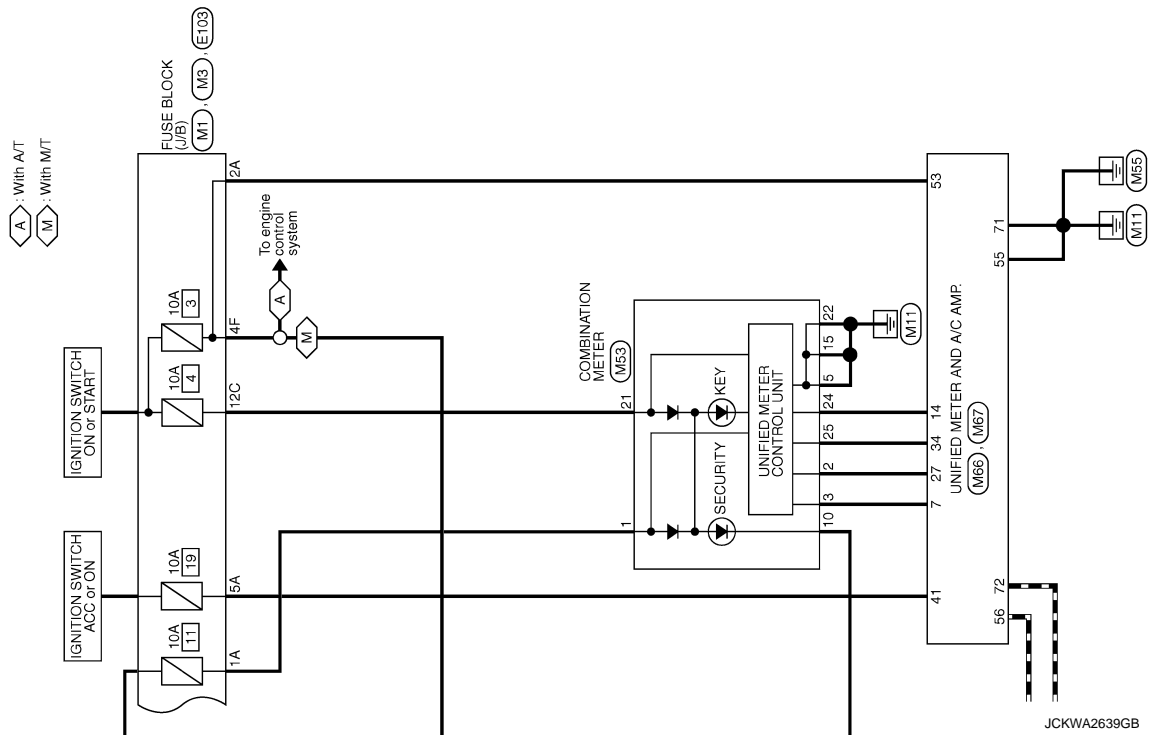 A : With A/T
M : With M/T
FUSE BLOCK
(J/B)
M1 , M3 , E103
IGNITION SWITCH
ON or START
IGNITION SWITCH
ACC or ON
10A
3
10A
4
10A
19
10A
11
2A
4F
12C
5A
1A
To engine
control
system
A
M
COMBINATION
METER
M53
21
1
KEY
SECURITY
UNIFIED METER
CONTROL UNIT
22
15
5
24
25
2
3
10
M11
53
14
34
27
7
41
UNIFIED METER AND A/C AMP.
M66 , M67
71
55
72
56
M55
M11
JCKWA2639GB